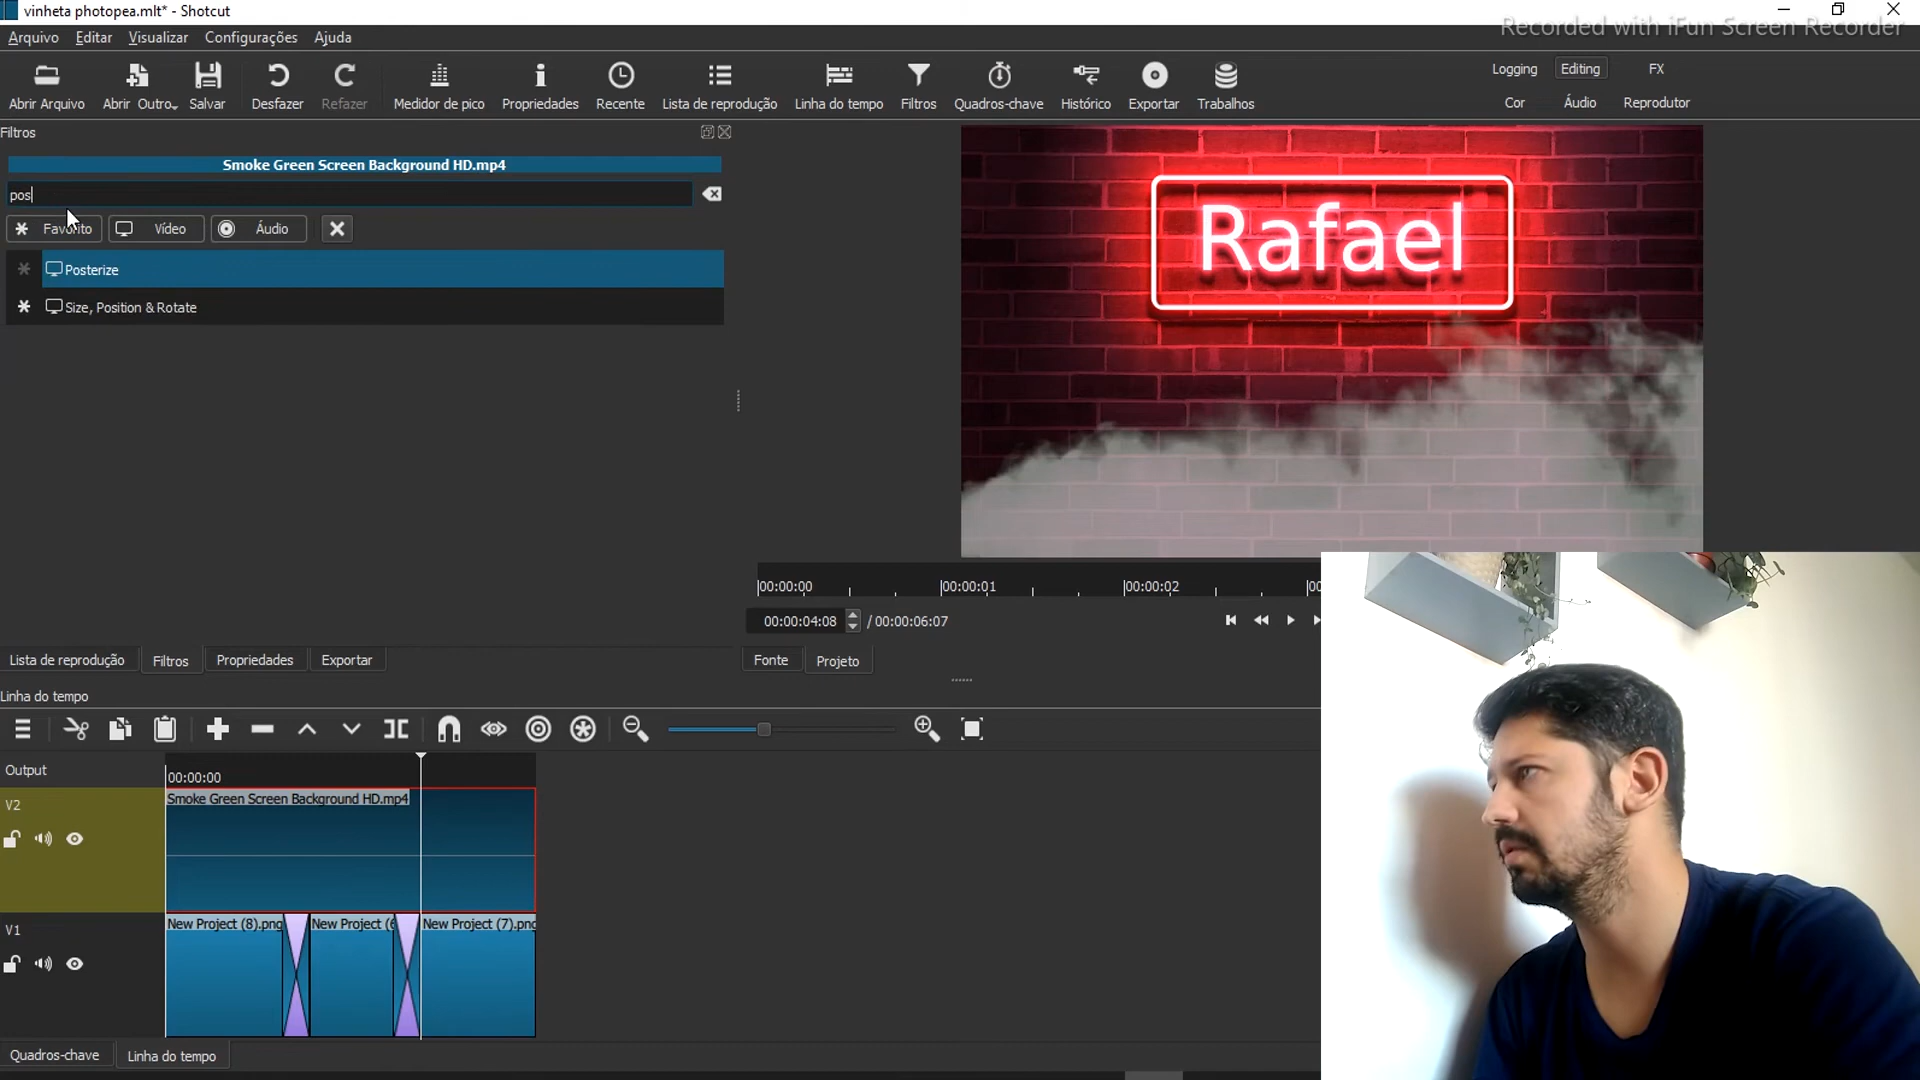 vinheta photopea.mlt* - Shotcut
Recorded with iFun Screen Recorder
Arquivo Editar Visualizar Configurações Ajuda
Abrir Arquivo Abrir Outro... Salvar Desfazer Refazer Medidor de pico Propriedades Recente Lista de reprodução Linha do tempo Filtros Quadros-chave Histórico Exportar Trabalhos
Logging Editing FX
Cor Áudio Reprodutor
Filtros
Smoke Green Screen Background HD.mp4
pos
Favorito Vídeo Áudio
Posterize
Size, Position & Rotate
Rafael
00:00:00 00:00:01 00:00:02 00
00:00:04:08 / 00:00:06:07
Lista de reprodução Filtros Propriedades Exportar
Fonte Projeto
Linha do tempo
Output
00:00:00
V2
Smoke Green Screen Background HD.mp4
V1
New Project (8).png New Project (6 New Project (7).png
Quadros-chave Linha do tempo